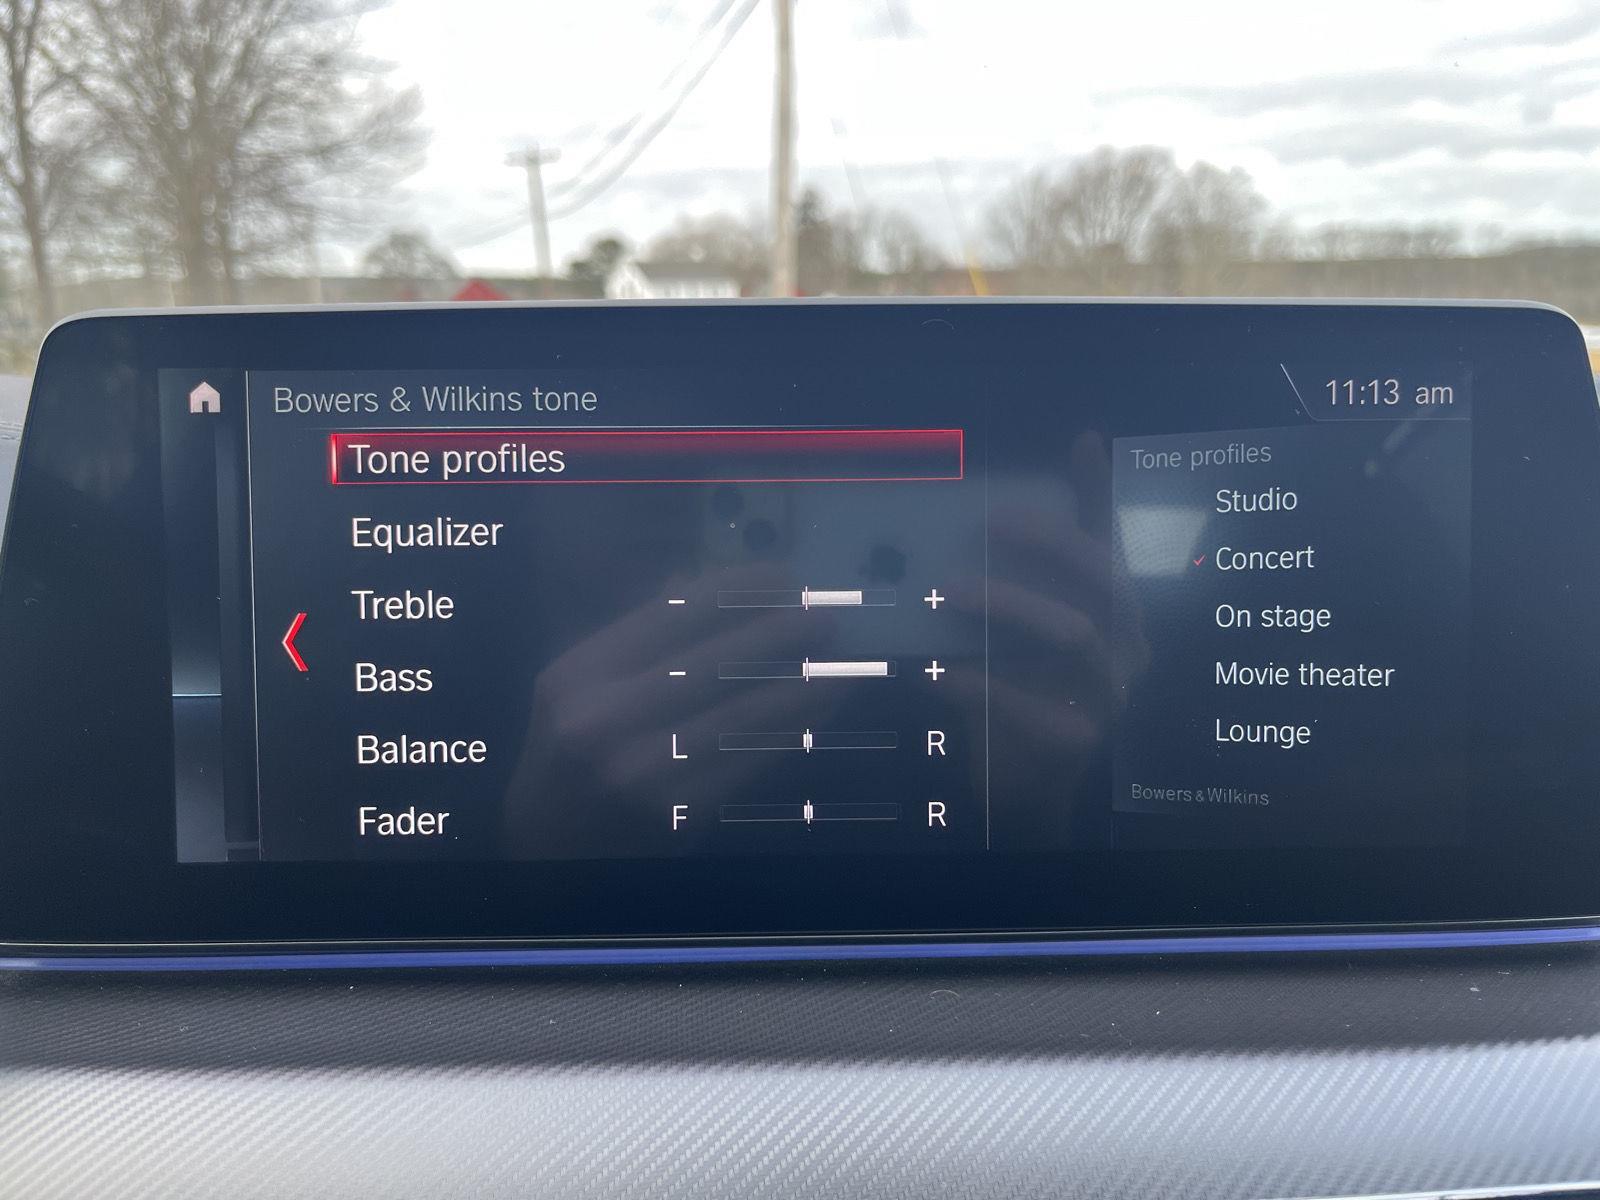 Bowers & Wilkins tone
11:13 am
Tone profiles
Equalizer
Treble - +
Bass - +
Balance L R
Fader F R
Tone profiles
Studio
✓ Concert
On stage
Movie theater
Lounge
Bowers & Wilkins